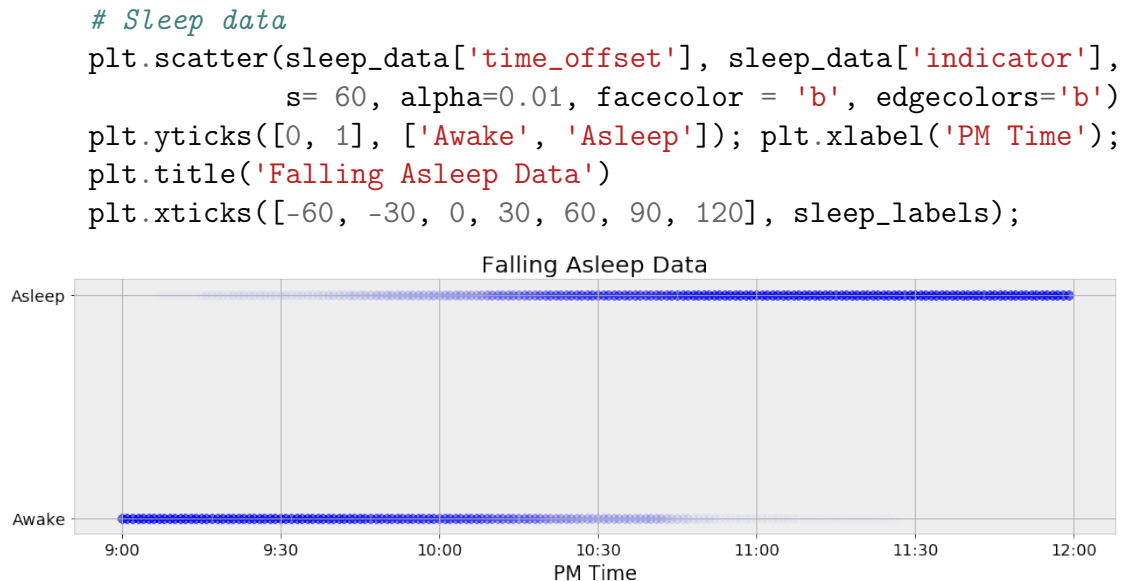 # Sleep data
plt.scatter(sleep_data['time_offset'], sleep_data['indicator'],
s= 60, alpha=0.01, facecolor = 'b', edgecolors='b')
plt.yticks([0, 1], ['Awake', 'Asleep']); plt.xlabel('PM Time');
plt.title('Falling Asleep Data')
plt.xticks([-60, -30, 0, 30, 60, 90, 120], sleep_labels);
Falling Asleep Data
Asleep
Awake
9:00 9:30 10:00 10:30 11:00 11:30 12:00
PM Time